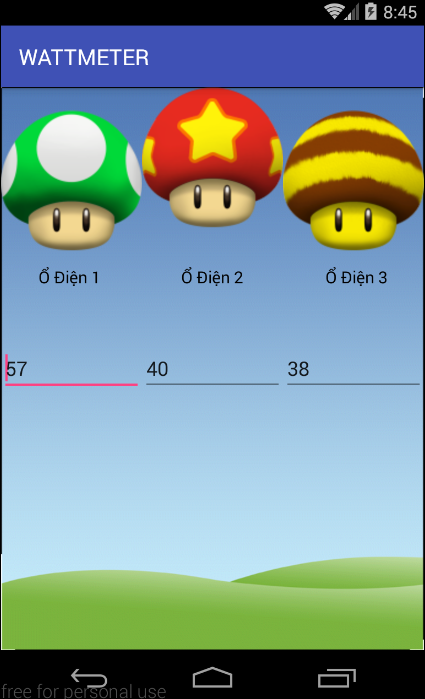 8:45
WATTMETER
Ổ Điện 1 Ổ Điện 2 Ổ Điện 3
57 40 38
free for personal use